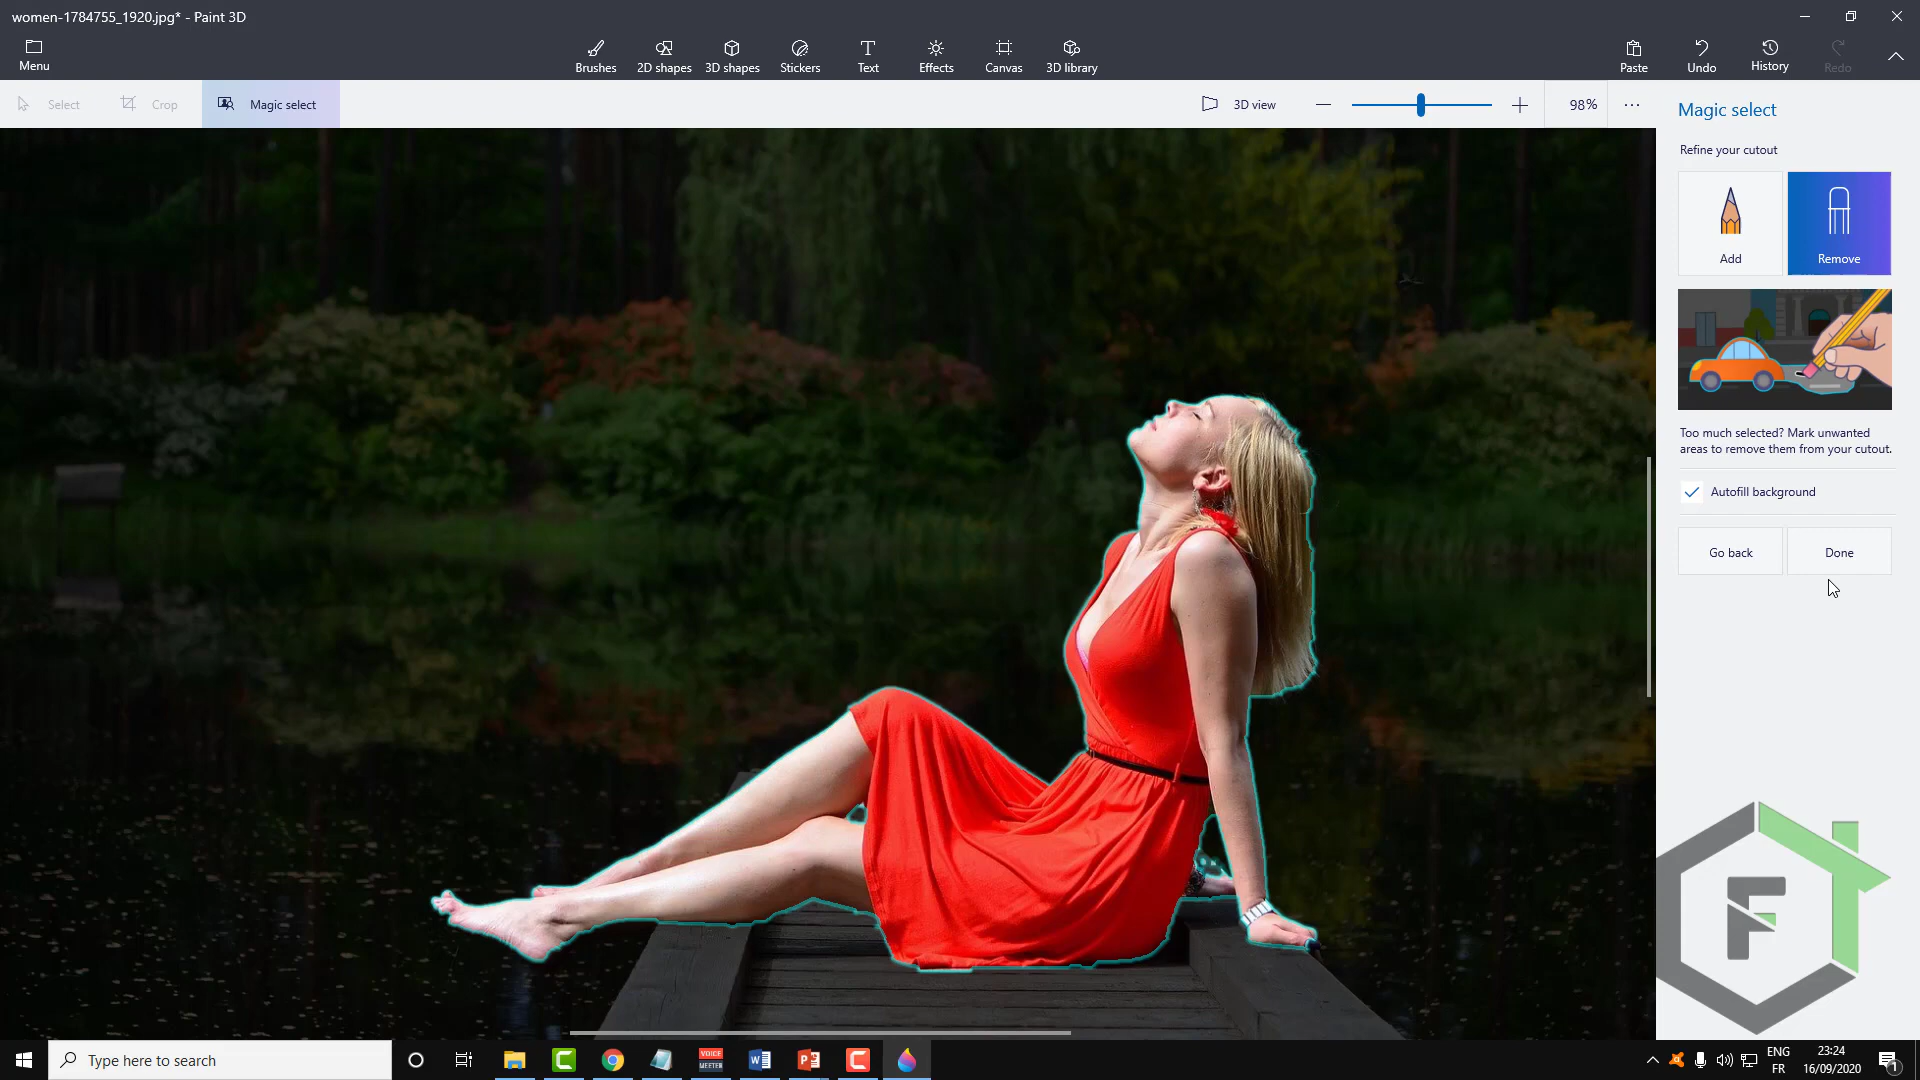 women-1784755_1920.jpg* - Paint 3D
Menu
Brushes
2D shapes
3D shapes
Stickers
Text
Effects
Canvas
3D library
Paste
Undo
History
Redo
Select
Crop
Magic select
3D view
98%
Magic select
Refine your cutout
Add
Remove
Too much selected? Mark unwanted
areas to remove them from your cutout.
Autofill background
Go back
Done
F
Type here to search
VOICE
MEETER
ENG
FR
23:24
16/09/2020
1